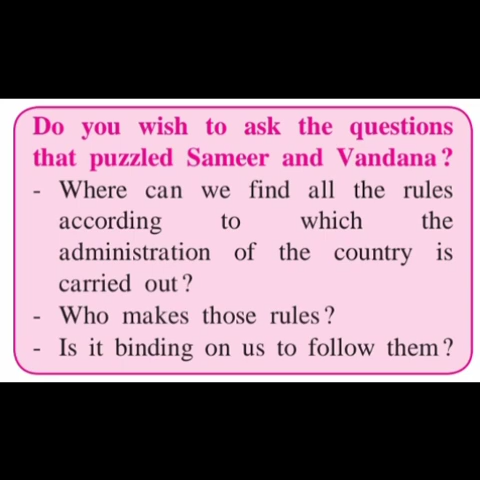 Do you wish to ask the questions
that puzzled Sameer and Vandana?
- Where can we find all the rules
according to which the
administration of the country is
carried out?
- Who makes those rules?
- Is it binding on us to follow them?